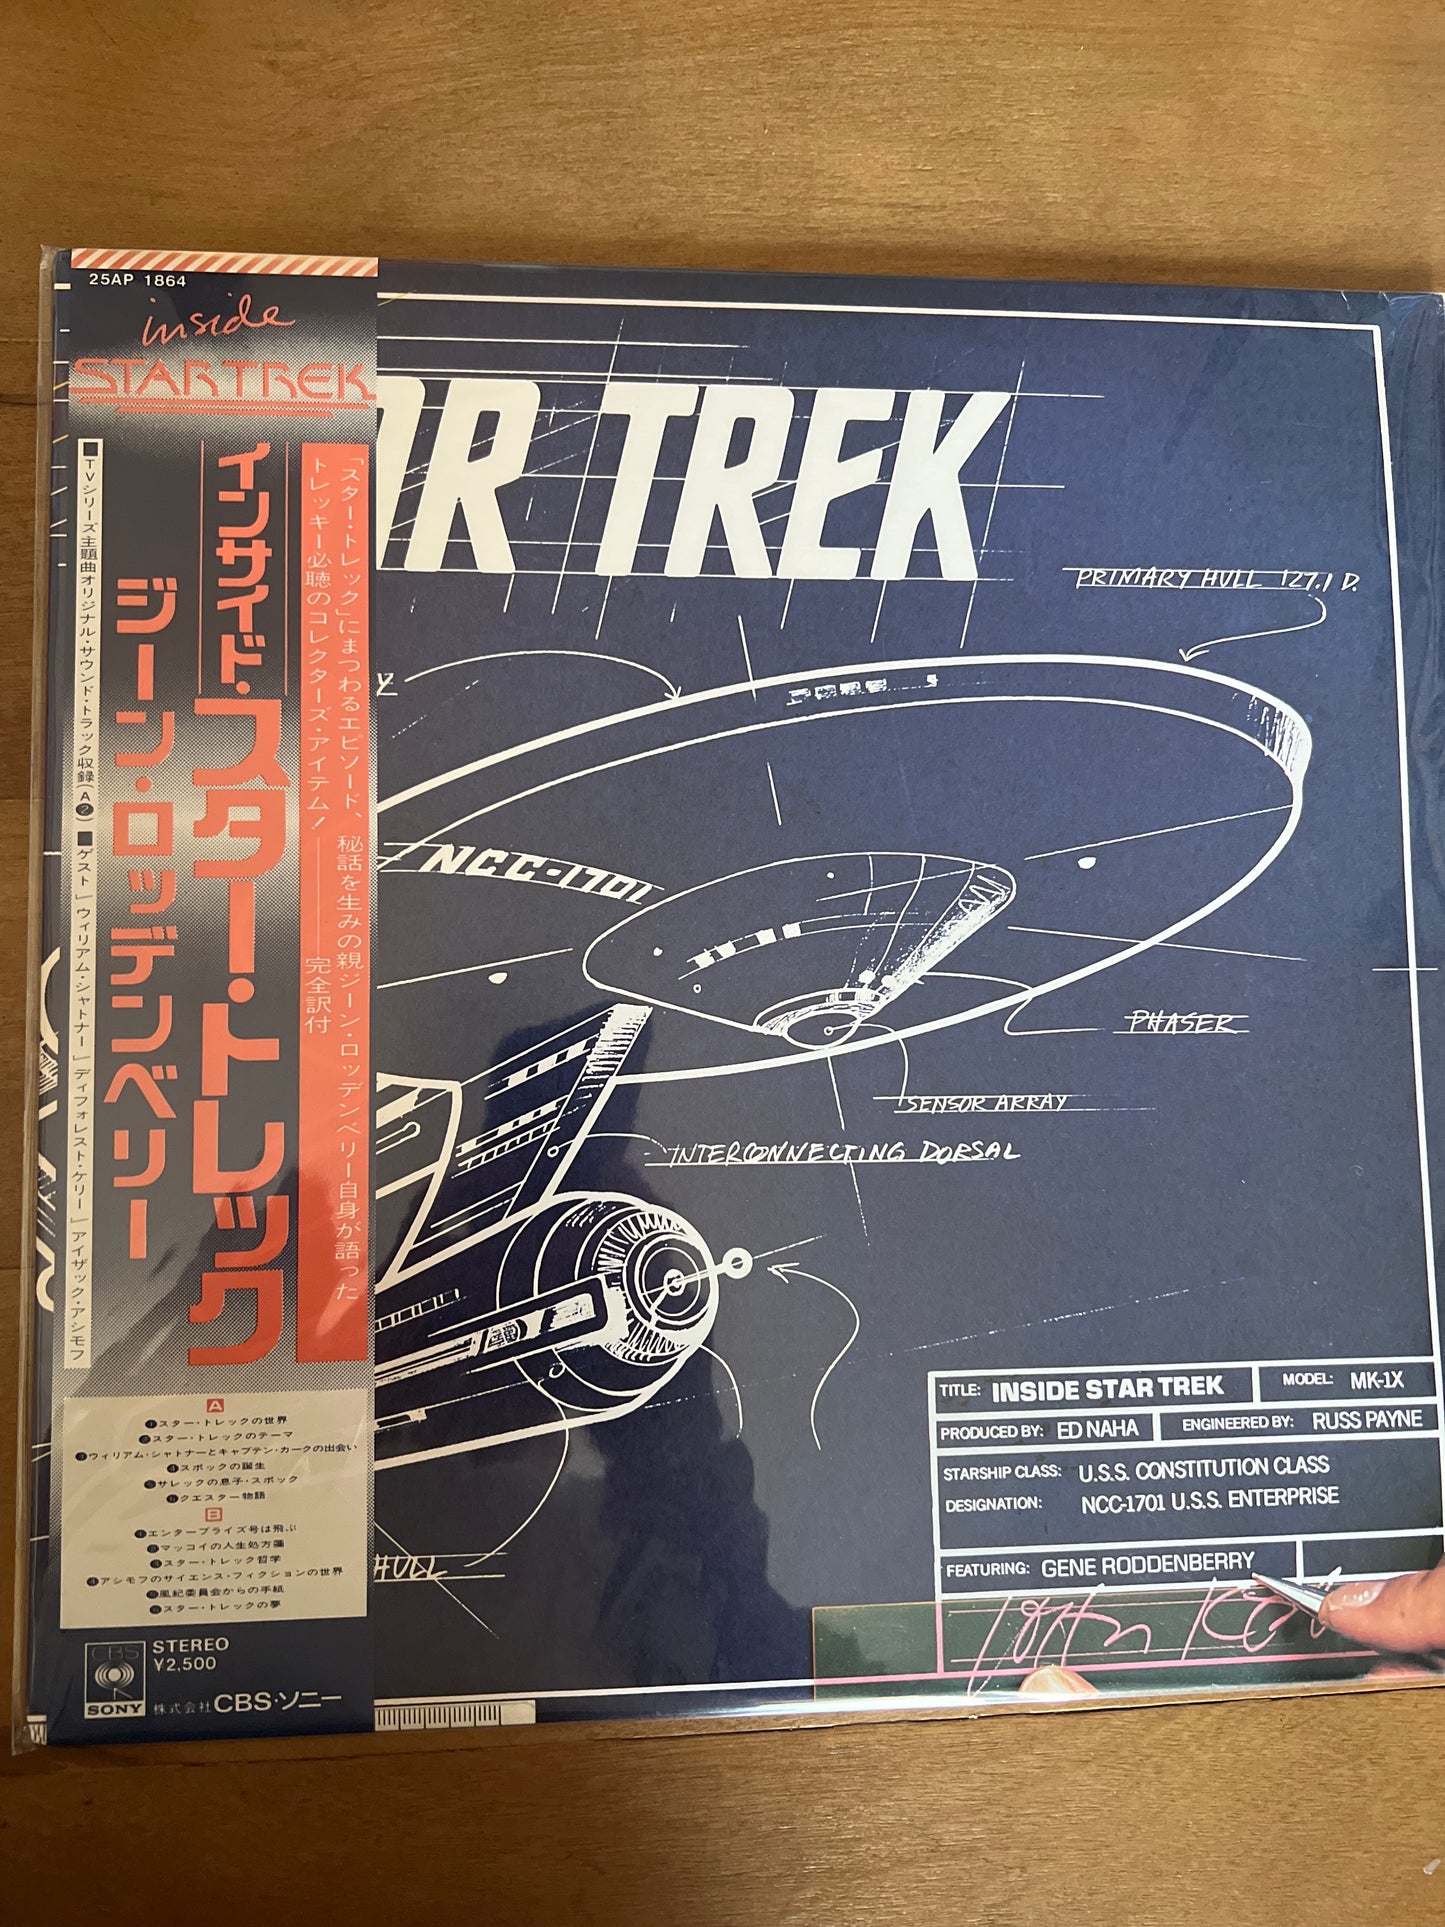 25AP 1864
inside
STAR TREK
「スター・トレック」にまつわるエピソード、秘話を生みの親ジーン・ロッデンベリー自身が語った
トレッキー必聴のコレクターズ・アイテム!――完全訳付
インサイド・スター・トレック
ジーン・ロッデンベリー
■TVシリーズ主題曲オリジナル・サウンド・トラック収録(A❷)■ゲスト」ウィリアム・シャトナー」ディフォレスト・ケリー」アイザック・アシモフ
A
❶スター・トレックの世界
❷スター・トレックのテーマ
❸ウィリアム・シャトナーとキャプテン・カークの出会い
❹スポックの誕生
❺サレックの息子・スポック
❻クエスター物語
B
❶エンタープライズ号は飛ぶ
❷マッコイの人生処方箋
❸スター・トレック哲学
❹アシモフのサイエンス・フィクションの世界
❺風紀委員会からの手紙
❻スター・トレックの夢
CBS
SONY
STEREO
¥2,500
株式会社 CBS・ソニー
AR TREK
PRIMARY HULL 127.1 D.
NCC-1701
PHASER
SENSOR ARRAY
INTERCONNECTING DORSAL
HULL
TITLE: INSIDE STAR TREK
MODEL: MK-1X
PRODUCED BY: ED NAHA
ENGINEERED BY: RUSS PAYNE
STARSHIP CLASS: U.S.S. CONSTITUTION CLASS
DESIGNATION: NCC-1701 U.S.S. ENTERPRISE
FEATURING: GENE RODDENBERRY